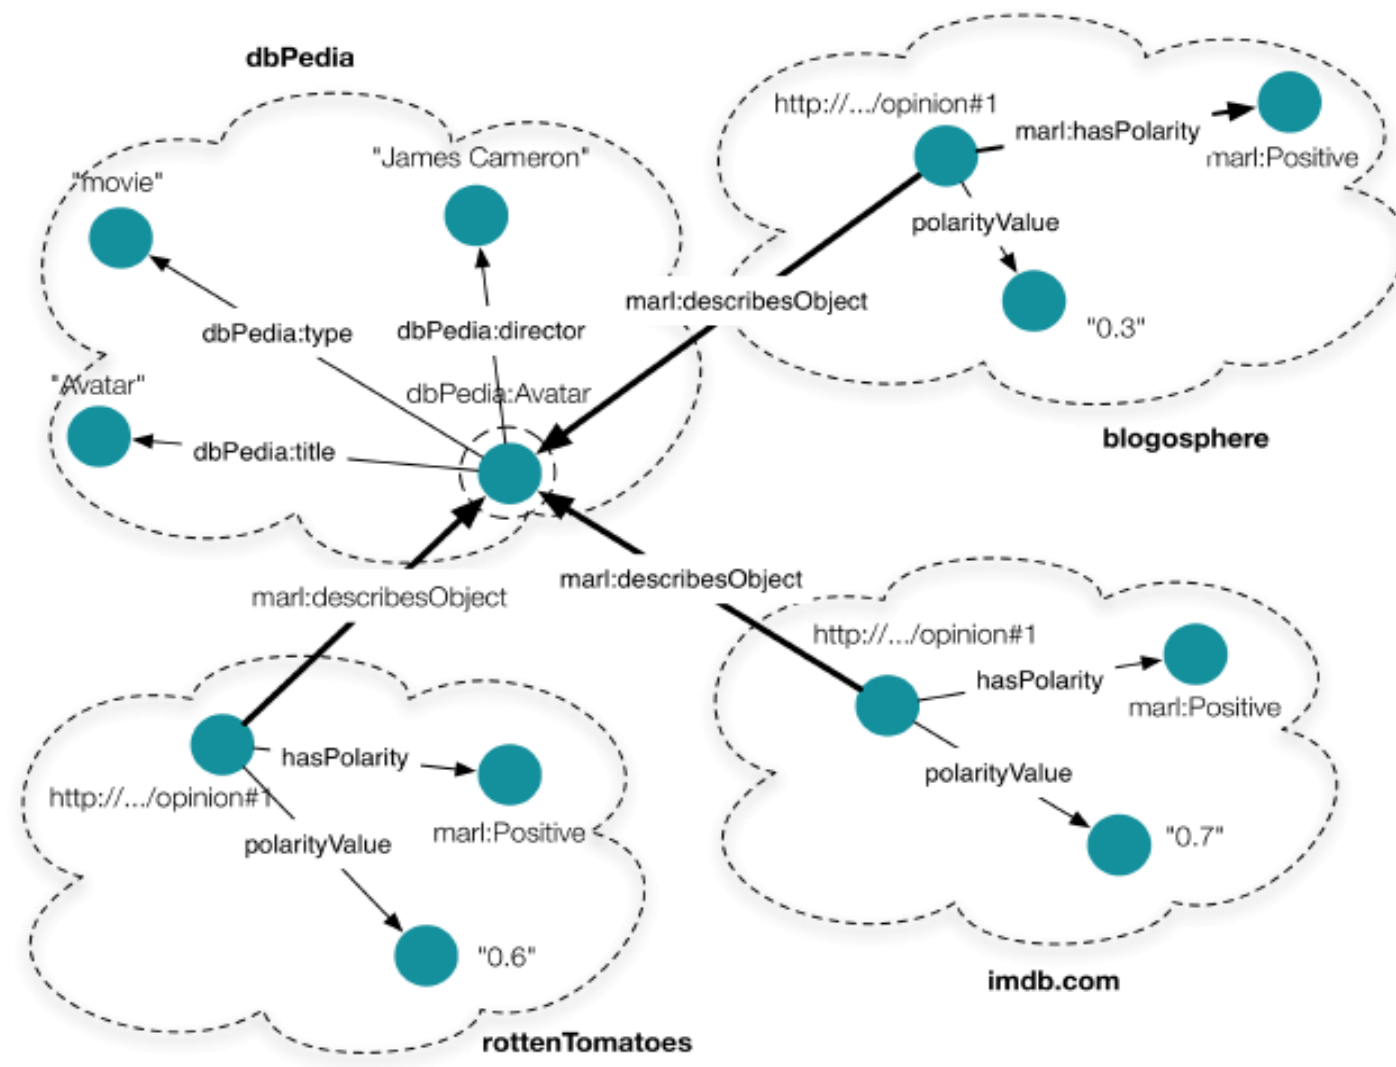 dbPedia
"James Cameron"
"movie"
dbPedia:type
dbPedia:director
"Avatar"
dbPedia:Avatar
dbPedia:title
http://.../opinion#1
marl:hasPolarity
marl:Positive
polarityValue
marl:describesObject
"0.3"
blogosphere
marl:describesObject
marl:describesObject
http://.../opinion#1
hasPolarity
marl:Positive
polarityValue
"0.7"
imdb.com
hasPolarity
http://.../opinion#1
marl:Positive
polarityValue
"0.6"
rottenTomatoes